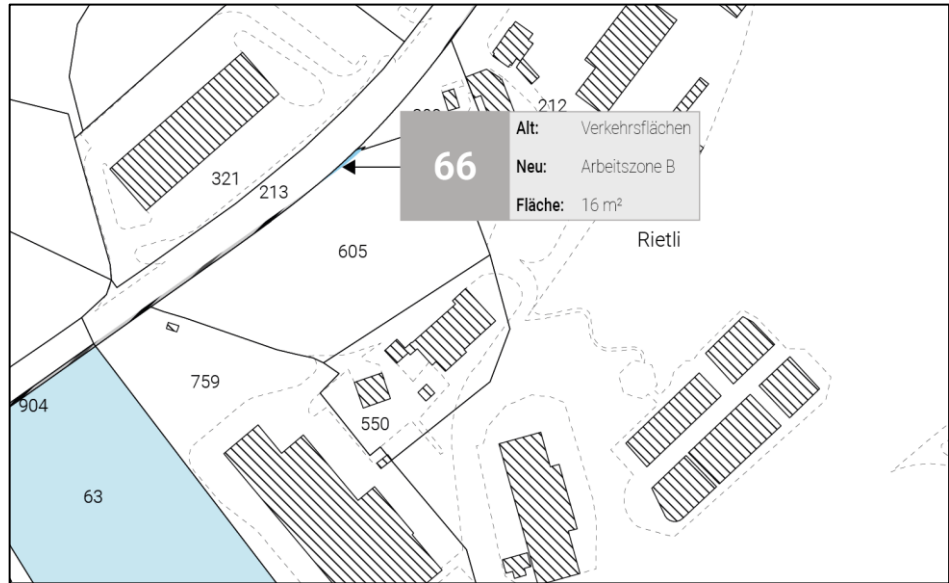 212
66
Alt: Verkehrsflächen
Neu: Arbeitszone B
Fläche: 16 m²
321
213
605
Rietli
759
904
550
63